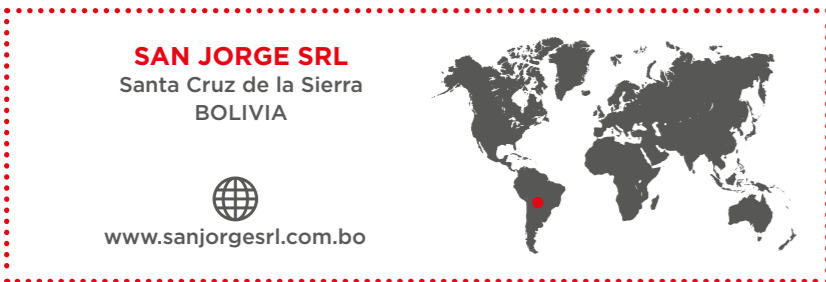 SAN JORGE SRL
Santa Cruz de la Sierra
BOLIVIA
www.sanjorgesrl.com.bo